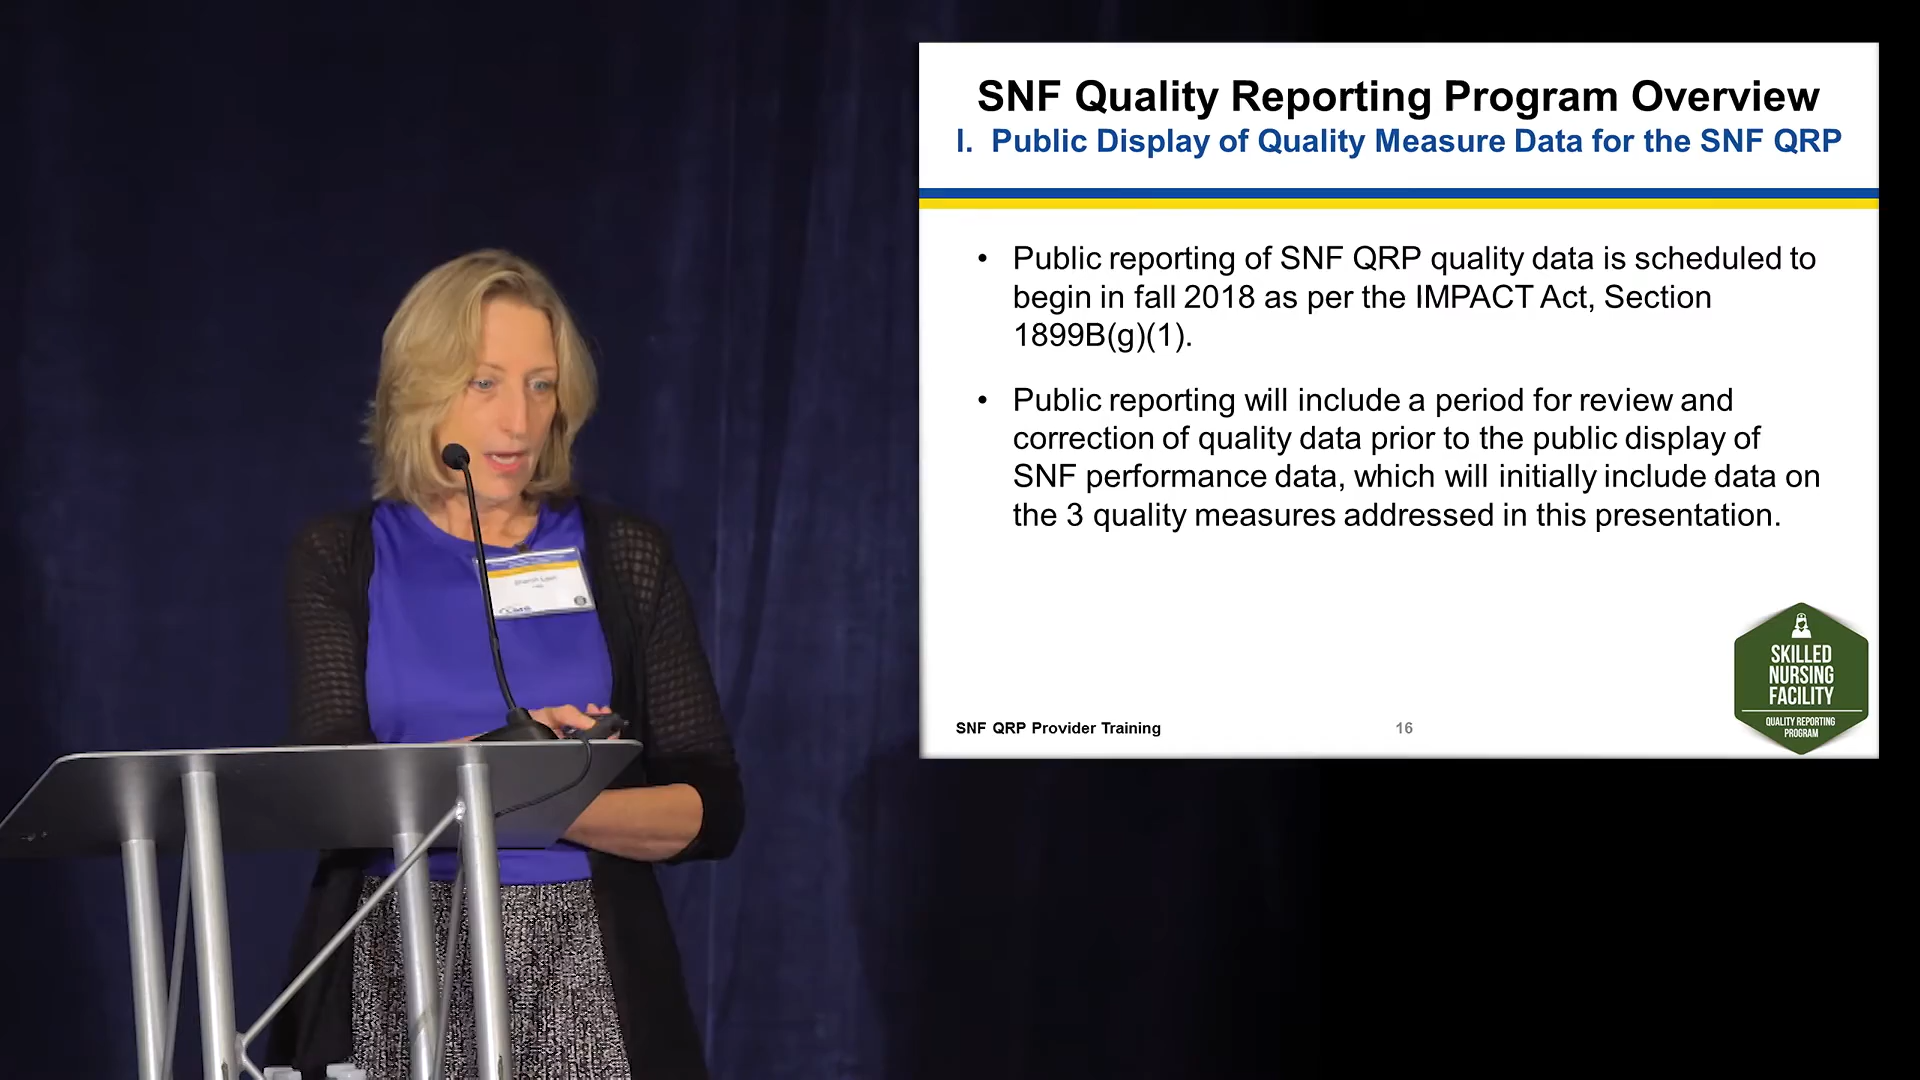 SNF Quality Reporting Program Overview
I. Public Display of Quality Measure Data for the SNF QRP
• Public reporting of SNF QRP quality data is scheduled to
begin in fall 2018 as per the IMPACT Act, Section
1899B(g)(1).
• Public reporting will include a period for review and
correction of quality data prior to the public display of
SNF performance data, which will initially include data on
the 3 quality measures addressed in this presentation.
SKILLED
NURSING
FACILITY
QUALITY REPORTING
PROGRAM
SNF QRP Provider Training
16